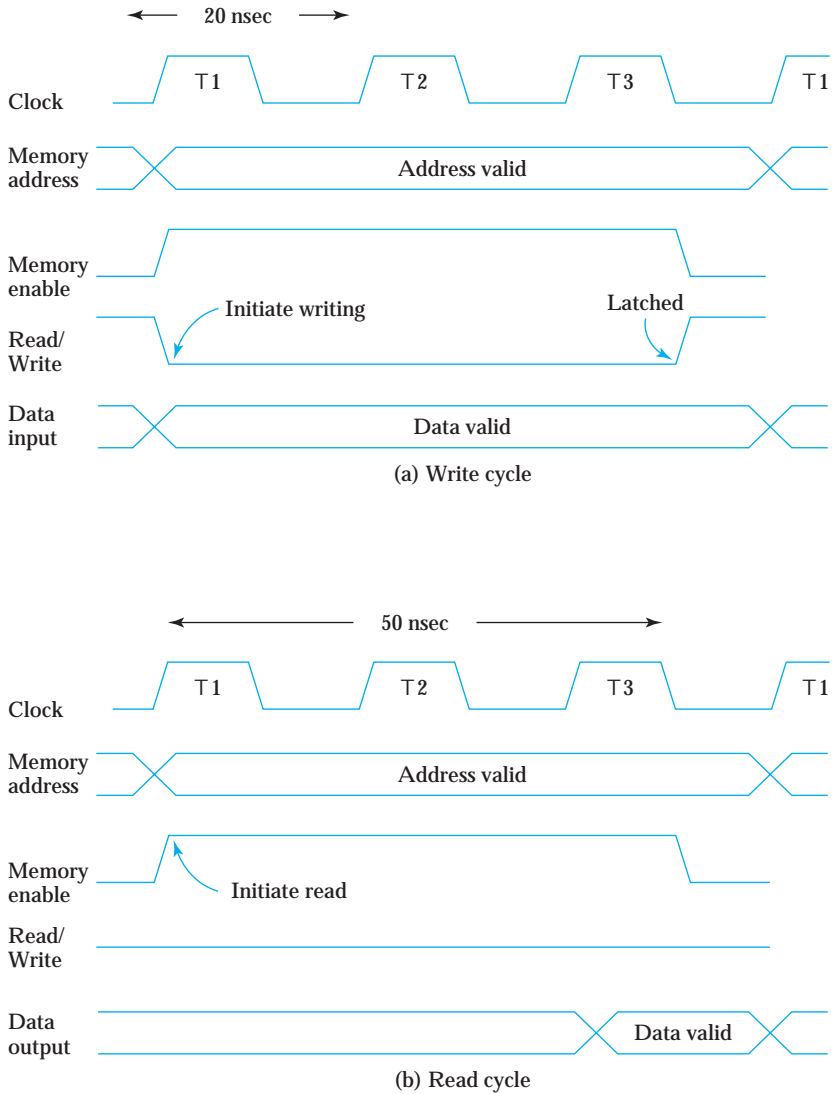 20 nsec
Clock
T1
T2
T3
T1
Memory
address
Address valid
Memory
enable
Read/
Write
Initiate writing
Latched
Data
input
Data valid
(a) Write cycle
50 nsec
Clock
T1
T2
T3
T1
Memory
address
Address valid
Memory
enable
Initiate read
Read/
Write
Data
output
Data valid
(b) Read cycle